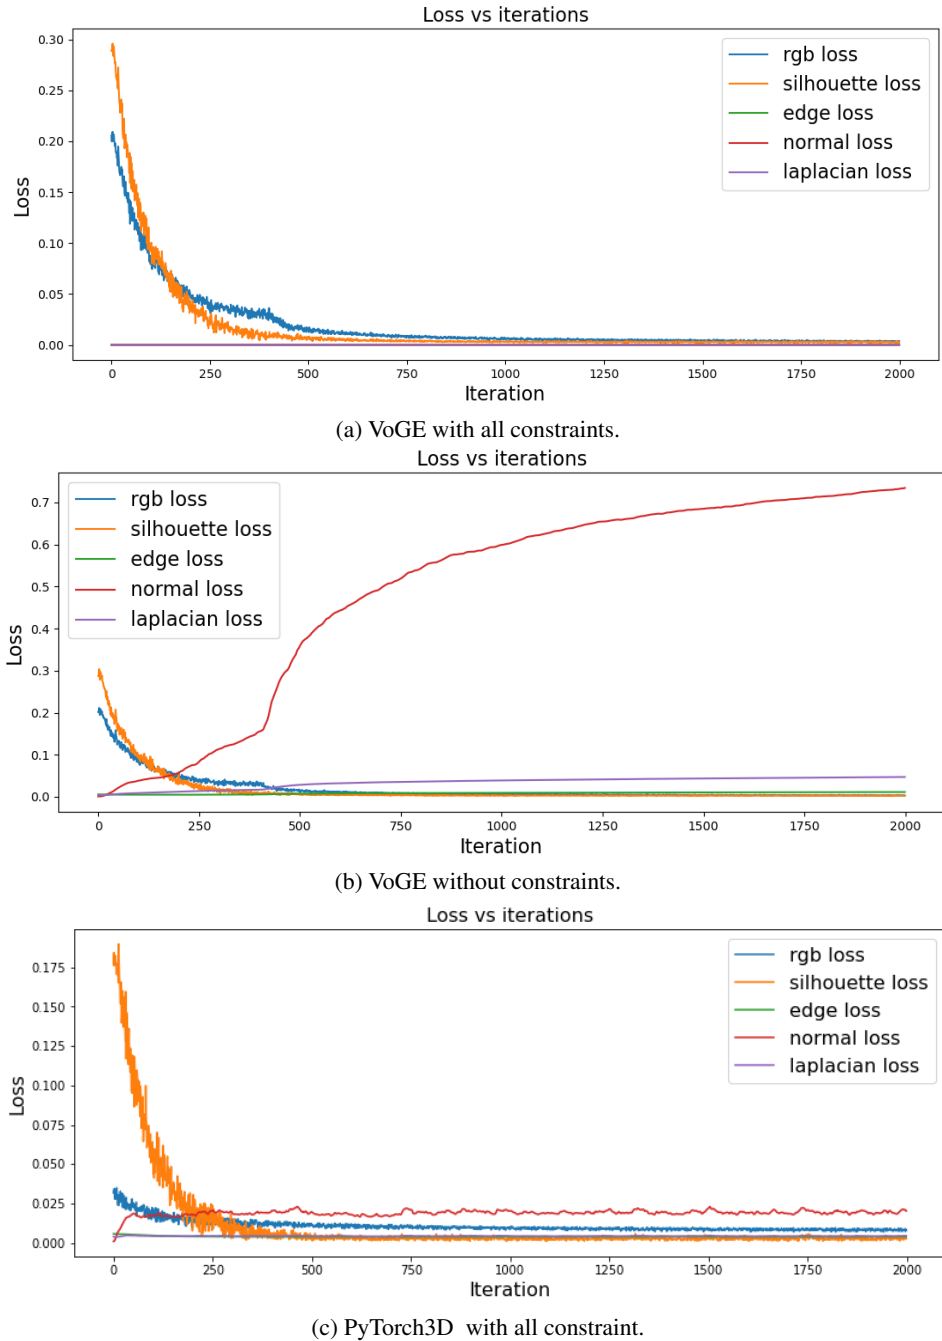 Loss vs iterations
0.30
0.25
0.20
0.15
0.10
0.05
0.00
Loss
rgb loss
silhouette loss
edge loss
normal loss
laplacian loss
0 250 500 750 1000 1250 1500 1750 2000
Iteration
(a) VoGE with all constraints.
Loss vs iterations
0.7
0.6
0.5
0.4
0.3
0.2
0.1
0.0
Loss
rgb loss
silhouette loss
edge loss
normal loss
laplacian loss
0 250 500 750 1000 1250 1500 1750 2000
Iteration
(b) VoGE without constraints.
Loss vs iterations
0.175
0.150
0.125
0.100
0.075
0.050
0.025
0.000
Loss
rgb loss
silhouette loss
edge loss
normal loss
laplacian loss
0 250 500 750 1000 1250 1500 1750 2000
Iteration
(c) PyTorch3D with all constraint.